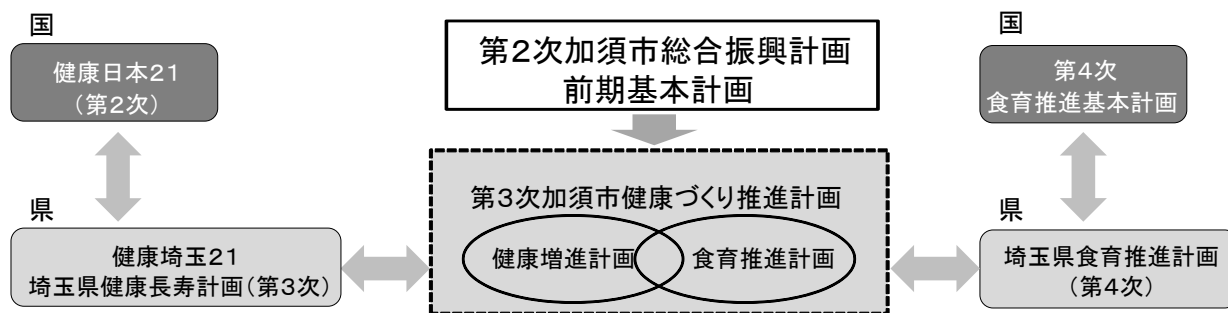 国
健康日本21
（第2次）
県
健康埼玉21
埼玉県健康長寿計画（第3次）
第2次加須市総合振興計画
前期基本計画
第3次加須市健康づくり推進計画
健康増進計画
食育推進計画
国
第4次
食育推進基本計画
県
埼玉県食育推進計画
（第4次）